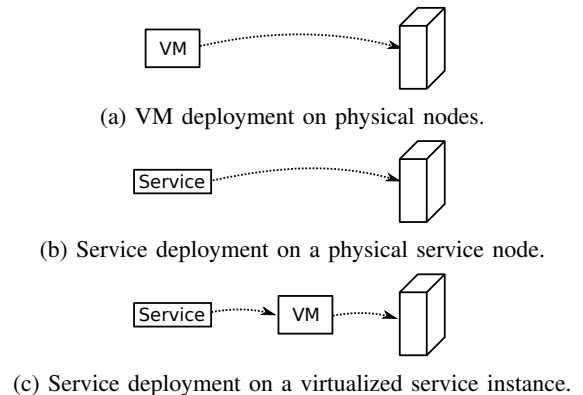 VM
(a) VM deployment on physical nodes.
Service
(b) Service deployment on a physical service node.
Service VM
(c) Service deployment on a virtualized service instance.